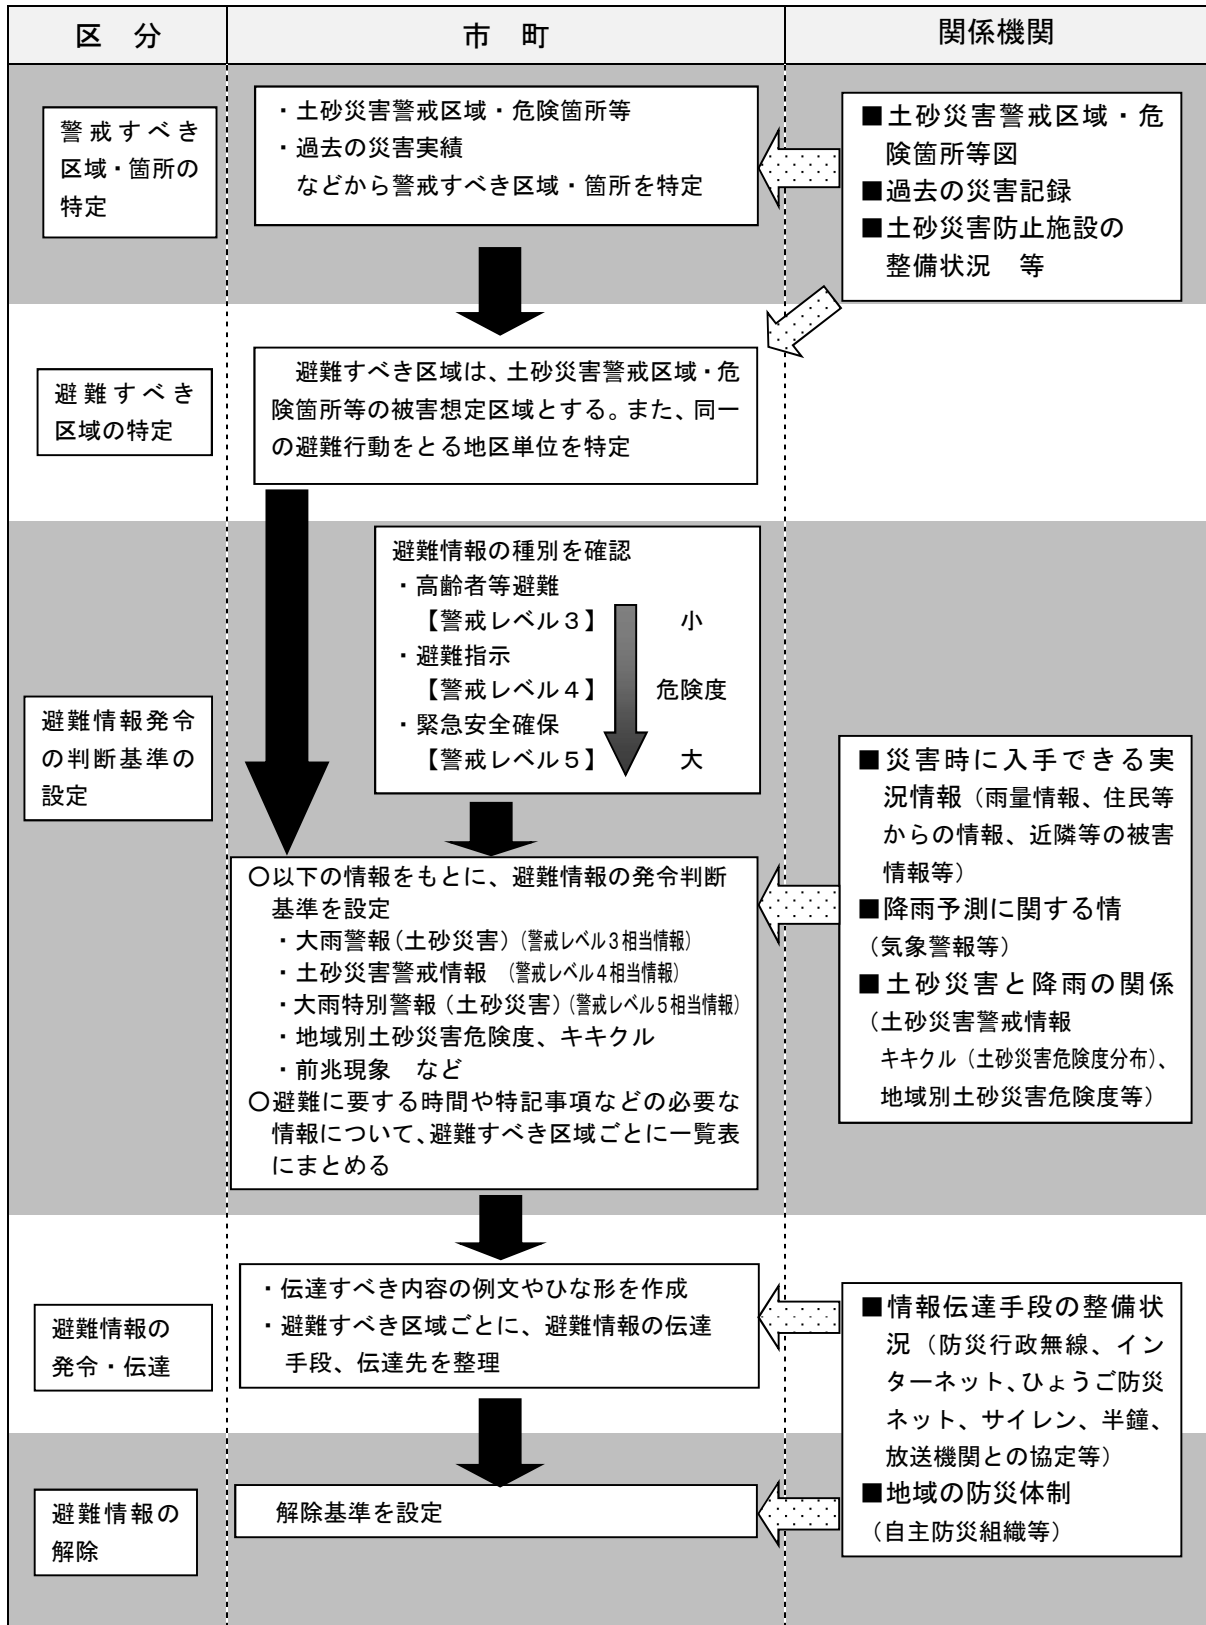 区　分
市　町
関係機関
警戒すべき
区域・箇所の
特定
・土砂災害警戒区域・危険箇所等
・過去の災害実績
などから警戒すべき区域・箇所を特定
■土砂災害警戒区域・危
険箇所等図
■過去の災害記録
■土砂災害防止施設の
整備状況　等
避難すべき
区域の特定
避難すべき区域は、土砂災害警戒区域・危
険箇所等の被害想定区域とする。また、同一
の避難行動をとる地区単位を特定
避難情報発令
の判断基準の
設定
避難情報の種別を確認
・高齢者等避難
【警戒レベル３】　小
・避難指示
【警戒レベル４】　危険度
・緊急安全確保
【警戒レベル５】　大
〇以下の情報をもとに、避難情報の発令判断
基準を設定
・大雨警報（土砂災害）（警戒レベル３相当情報）
・土砂災害警戒情報　（警戒レベル４相当情報）
・大雨特別警報（土砂災害）（警戒レベル５相当情報）
・地域別土砂災害危険度、キキクル
・前兆現象　など
〇避難に要する時間や特記事項などの必要な
情報について、避難すべき区域ごとに一覧表
にまとめる
■災害時に入手できる実
況情報（雨量情報、住民等
からの情報、近隣等の被害
情報等）
■降雨予測に関する情
（気象警報等）
■土砂災害と降雨の関係
（土砂災害警戒情報
キキクル（土砂災害危険度分布）、
地域別土砂災害危険度等）
避難情報の
発令・伝達
・伝達すべき内容の例文やひな形を作成
・避難すべき区域ごとに、避難情報の伝達
手段、伝達先を整理
■情報伝達手段の整備状
況（防災行政無線、イン
ターネット、ひょうご防災
ネット、サイレン、半鐘、
放送機関との協定等）
■地域の防災体制
（自主防災組織等）
避難情報の
解除
解除基準を設定